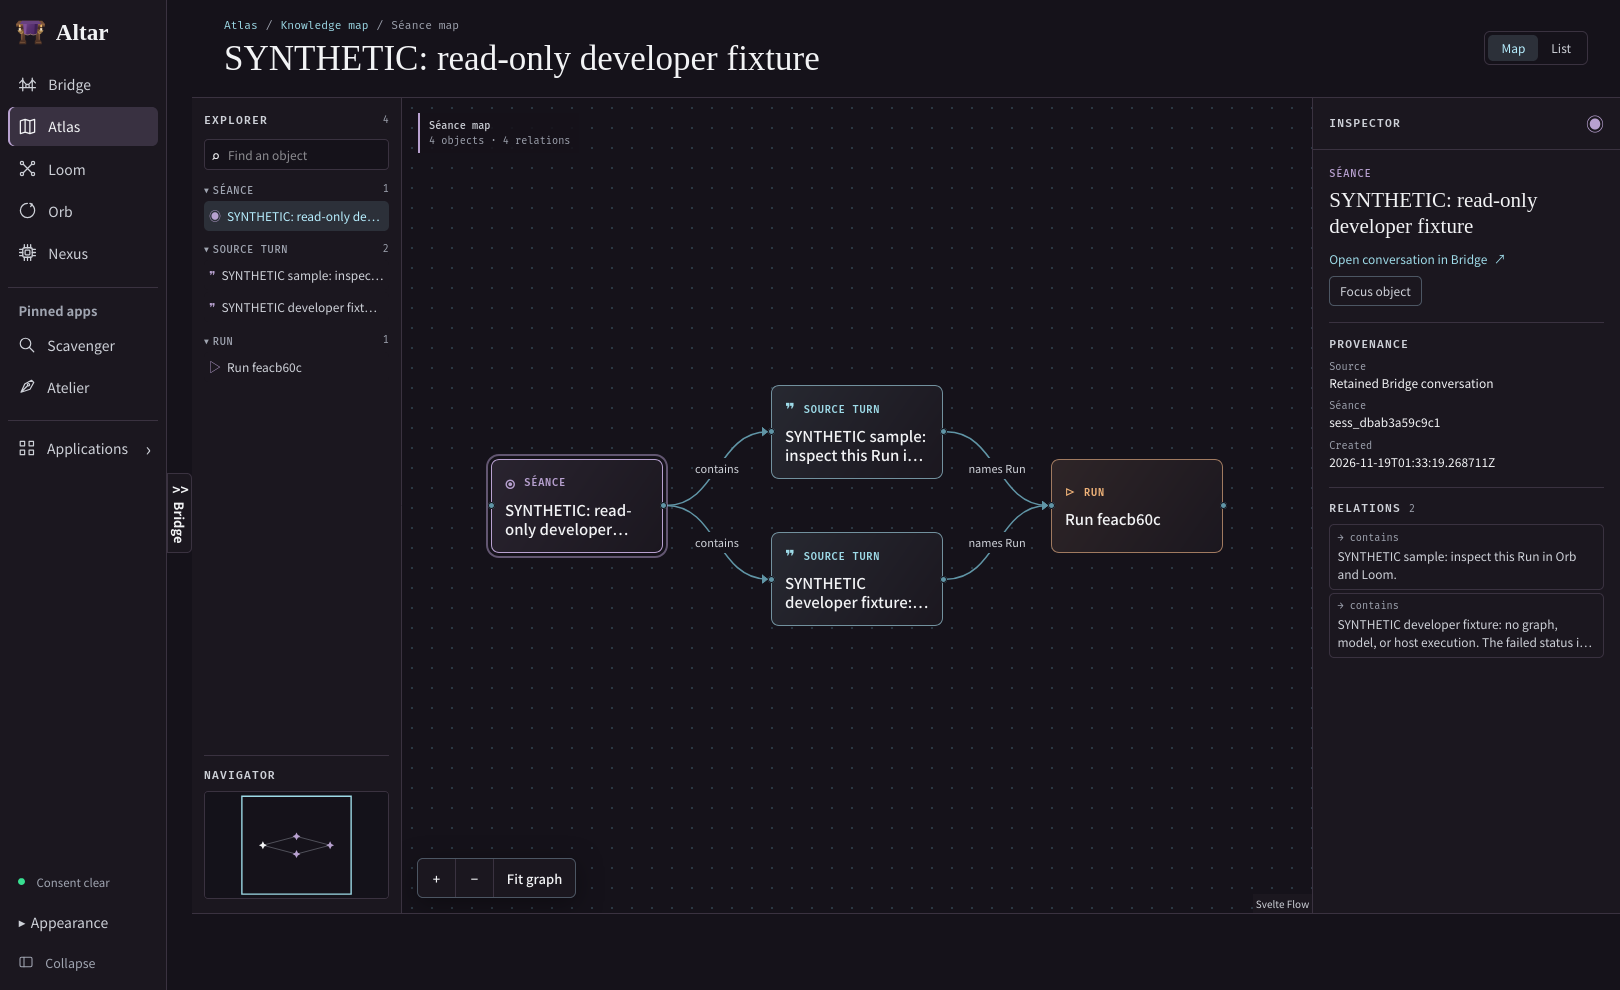 Altar
Bridge
Atlas
Loom
Orb
Nexus
Pinned apps
Scavenger
Atelier
Applications
Consent clear
Appearance
Collapse
>> Bridge
Atlas / Knowledge map / Séance map
SYNTHETIC: read-only developer fixture
Map
List
EXPLORER 4
Find an object
SÉANCE 1
SYNTHETIC: read-only de...
SOURCE TURN 2
SYNTHETIC sample: inspec...
SYNTHETIC developer fixt...
RUN 1
Run feacb60c
NAVIGATOR
Séance map
4 objects · 4 relations
SÉANCE
SYNTHETIC: read-
only developer...
contains
contains
SOURCE TURN
SYNTHETIC sample:
inspect this Run i...
SOURCE TURN
SYNTHETIC
developer fixture:...
names Run
names Run
RUN
Run feacb60c
+
−
Fit graph
Svelte Flow
INSPECTOR
SÉANCE
SYNTHETIC: read-only
developer fixture
Open conversation in Bridge ↗
Focus object
PROVENANCE
Source
Retained Bridge conversation
Séance
sess_dbab3a59c9c1
Created
2026-11-19T01:33:19.268711Z
RELATIONS 2
→ contains
SYNTHETIC sample: inspect this Run in Orb
and Loom.
→ contains
SYNTHETIC developer fixture: no graph,
model, or host execution. The failed status i...